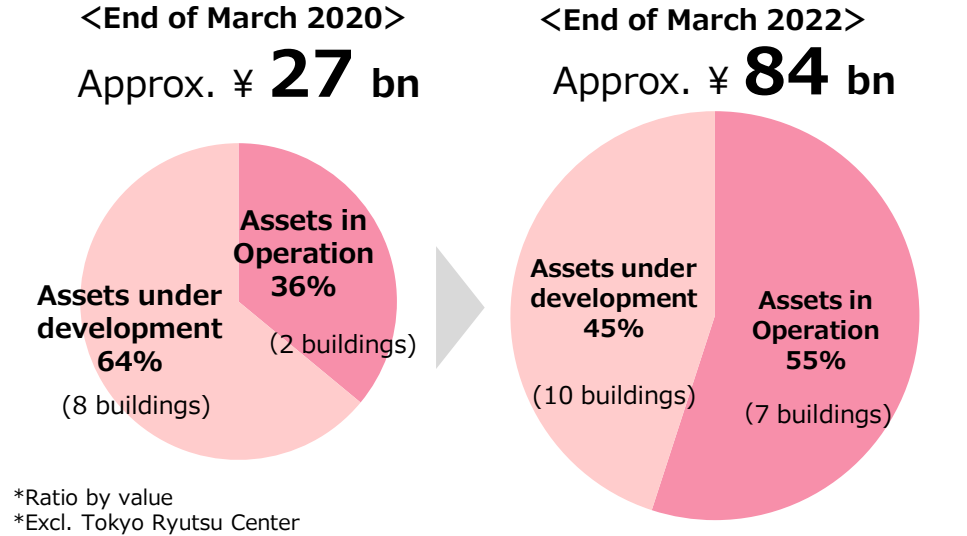 <End of March 2020>
Approx. ¥ 27 bn
Assets in
Operation
36%
(2 buildings)
Assets under
development
64%
(8 buildings)
<End of March 2022>
Approx. ¥ 84 bn
Assets under
development
45%
(10 buildings)
Assets in
Operation
55%
(7 buildings)
*Ratio by value
*Excl. Tokyo Ryutsu Center